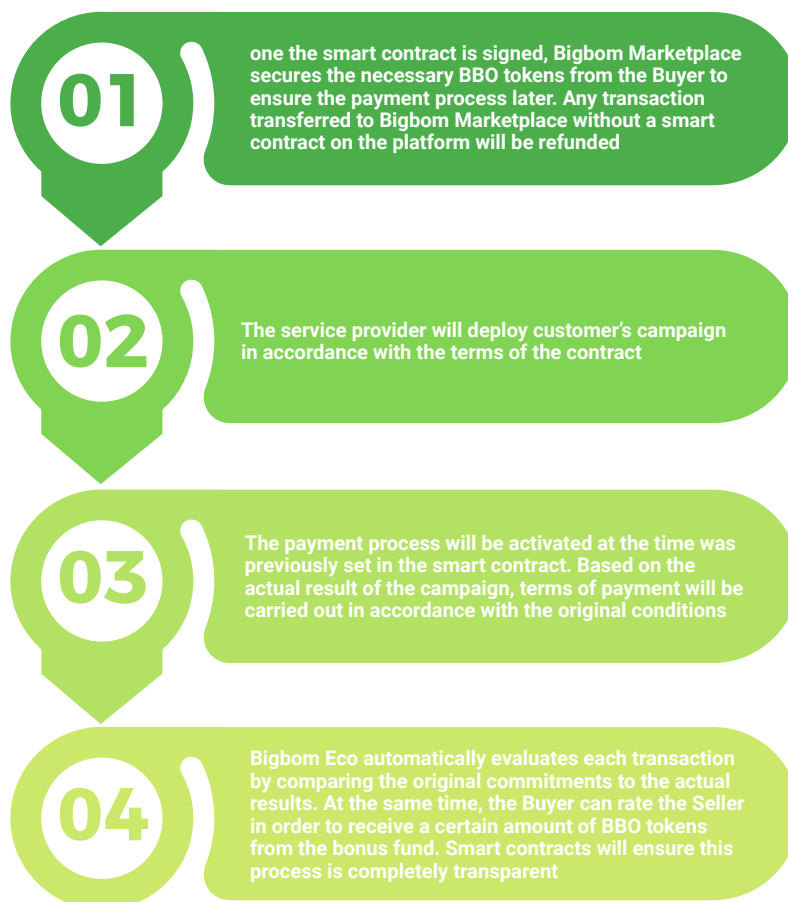 01
one the smart contract is signed, Bigbom Marketplace
secures the necessary BBO tokens from the Buyer to
ensure the payment process later. Any transaction
transferred to Bigbom Marketplace without a smart
contract on the platform will be refunded
02
The service provider will deploy customer's campaign
in accordance with the terms of the contract
03
The payment process will be activated at the time was
previously set in the smart contract. Based on the
actual result of the campaign, terms of payment will be
carried out in accordance with the original conditions
04
Bigbom Eco automatically evaluates each transaction
by comparing the original commitments to the actual
results. At the same time, the Buyer can rate the Seller
in order to receive a certain amount of BBO tokens
from the bonus fund. Smart contracts will ensure this
process is completely transparent